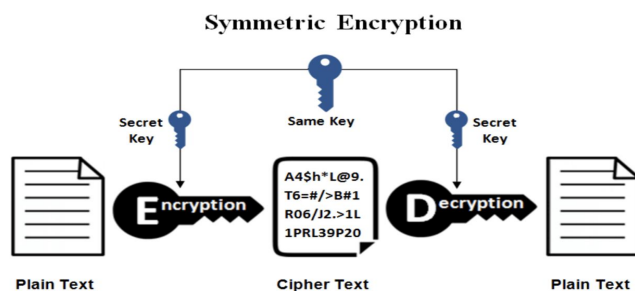 Symmetric Encryption
Secret Key
Same Key
Secret Key
Encryption
A4$h*L@9.
T6=#/>B#1
R06/J2.>1L
1PRL39P20
Decryption
Plain Text
Cipher Text
Plain Text